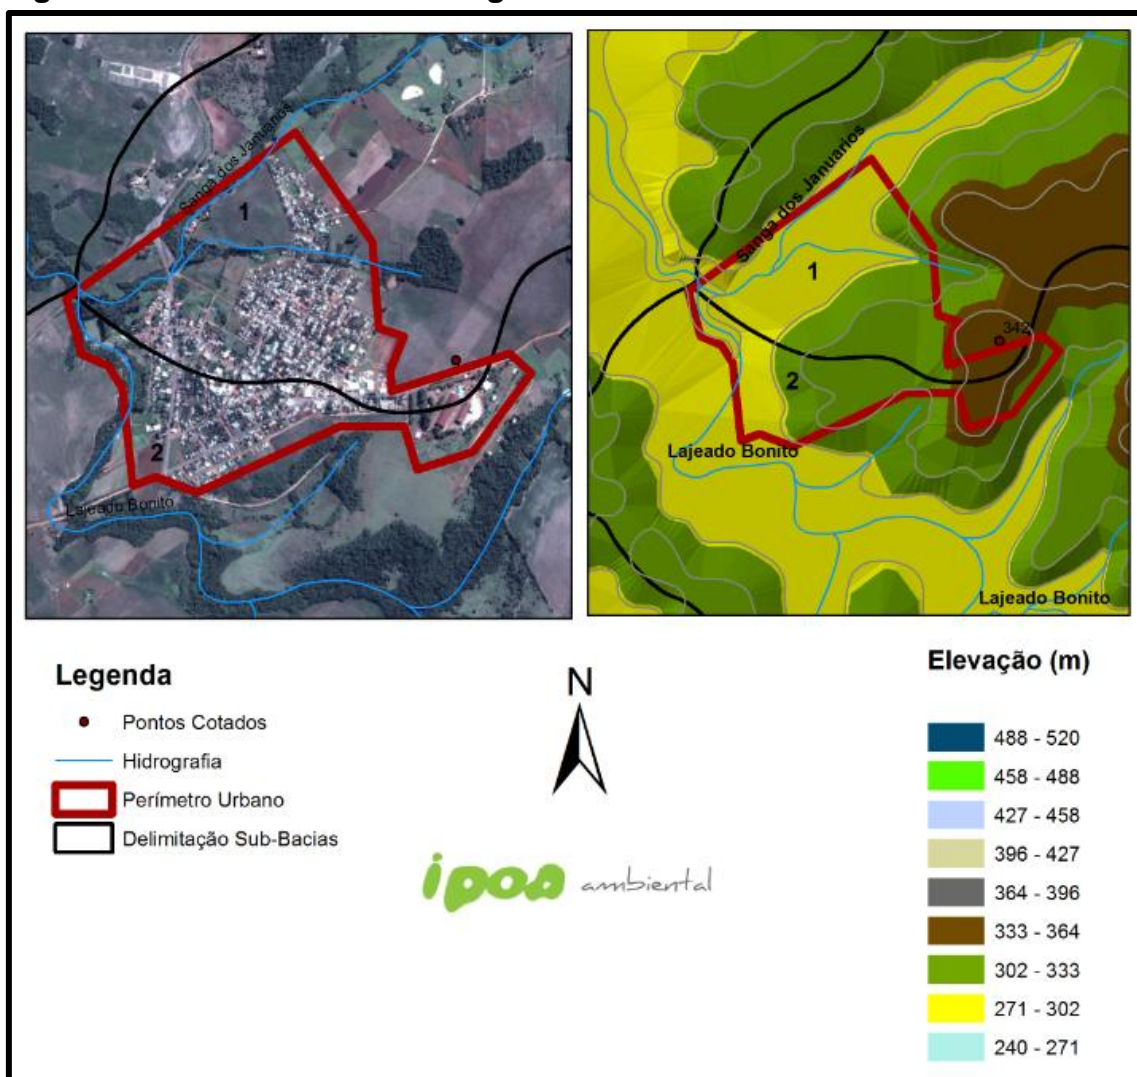 Sanga dos Januarios
1
2
Lajeado Bonito
Sanga dos Januarios
1
342
2
Lajeado Bonito
Lajeado Bonito
Legenda
Pontos Cotados
Hidrografia
Perímetro Urbano
Delimitação Sub-Bacias
N
ipoa ambiental
Elevação (m)
488 - 520
458 - 488
427 - 458
396 - 427
364 - 396
333 - 364
302 - 333
271 - 302
240 - 271